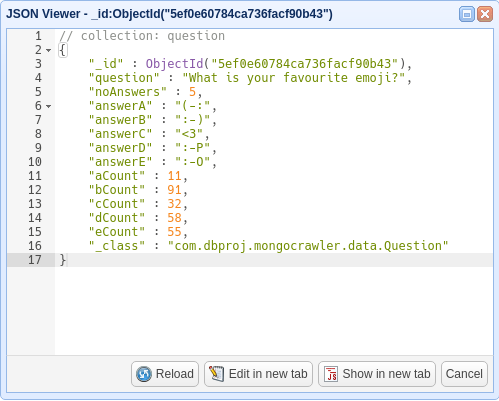 JSON Viewer - _id:ObjectId("5ef0e60784ca736facf90b43")
1 // collection: question
2 {
3 "_id" : ObjectId("5ef0e60784ca736facf90b43"),
4 "question" : "What is your favourite emoji?",
5 "noAnswers" : 5,
6 "answerA" : "(-:",
7 "answerB" : ":-)",
8 "answerC" : "<3",
9 "answerD" : ":-P",
10 "answerE" : ":-O",
11 "aCount" : 11,
12 "bCount" : 91,
13 "cCount" : 32,
14 "dCount" : 58,
15 "eCount" : 55,
16 "_class" : "com.dbproj.mongocrawler.data.Question"
17 }
Reload Edit in new tab Show in new tab Cancel